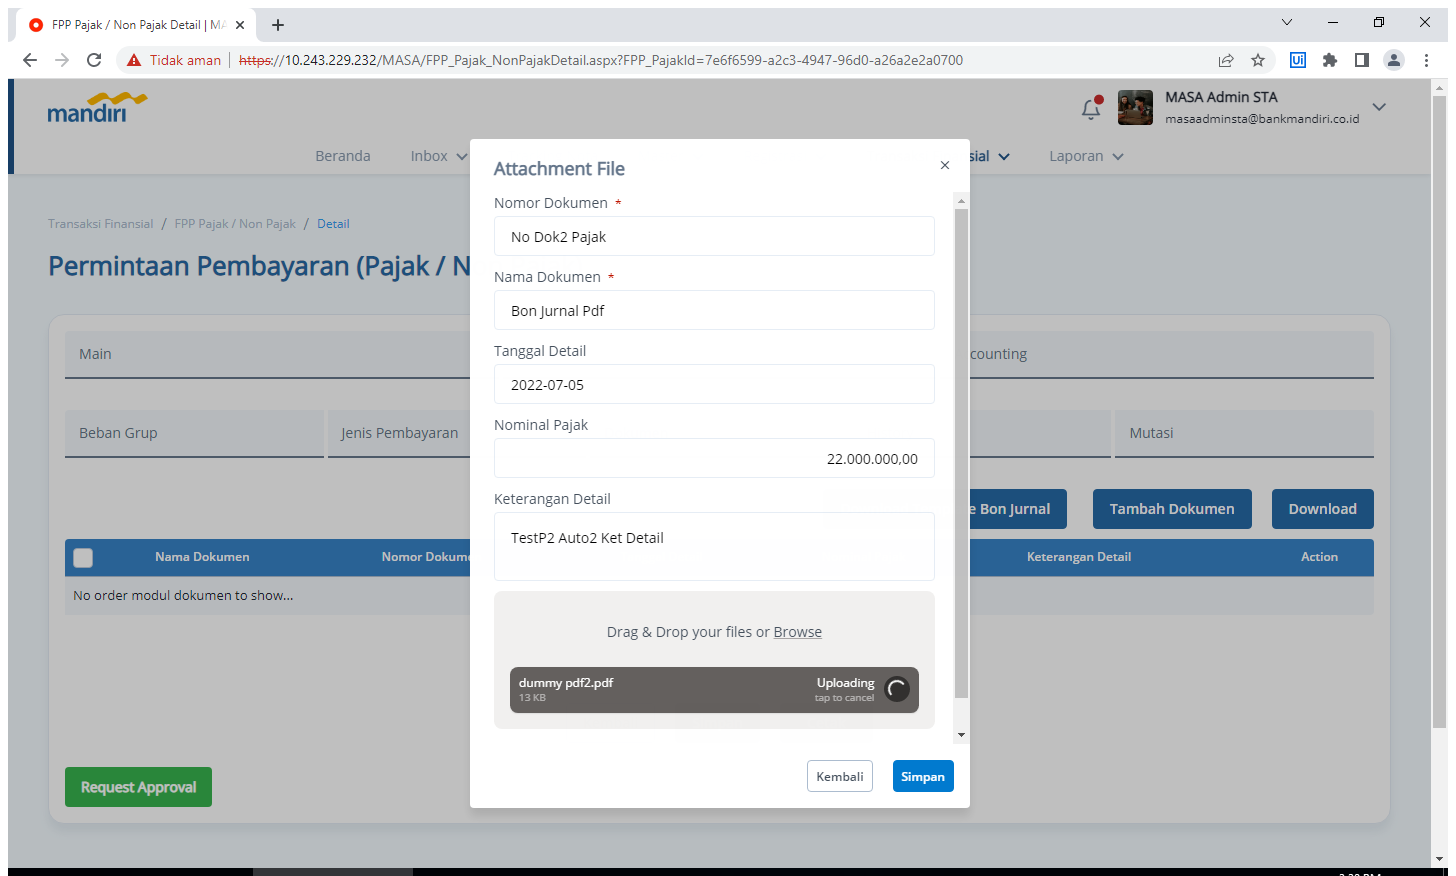 FPP Pajak / Non Pajak Detail | MA
Tidak aman
https://10.243.229.232/MASA/FPP_Pajak_NonPajakDetail.aspx?FPP_PajakId=7e6f6599-a2c3-4947-96d0-a26a2e2a0700
Ui
mandiri
MASA Admin STA
masaadminsta@bankmandiri.co.id
Beranda
Inbox
sial
Laporan
Transaksi Finansial / FPP Pajak / Non Pajak / Detail
Permintaan Pembayaran (Pajak / N
Main
counting
Beban Grup
Jenis Pembayaran
Mutasi
e Bon Jurnal
Tambah Dokumen
Download
Nama Dokumen
Nomor Dokume
Keterangan Detail
Action
No order modul dokumen to show...
Request Approval
Attachment File
Nomor Dokumen *
No Dok2 Pajak
Nama Dokumen *
Bon Jurnal Pdf
Tanggal Detail
2022-07-05
Nominal Pajak
22.000.000,00
Keterangan Detail
TestP2 Auto2 Ket Detail
Drag & Drop your files or Browse
dummy pdf2.pdf
13 KB
Uploading
tap to cancel
Kembali
Simpan